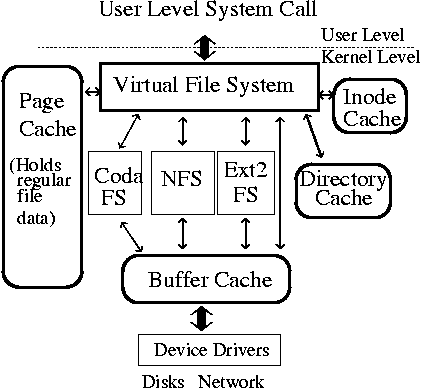 User Level System Call
User Level
Kernel Level
Virtual File System
Page
Cache
(Holds
regular
file
data)
Inode
Cache
Coda
FS
NFS
Ext2
FS
Directory
Cache
Buffer Cache
Device Drivers
Disks Network